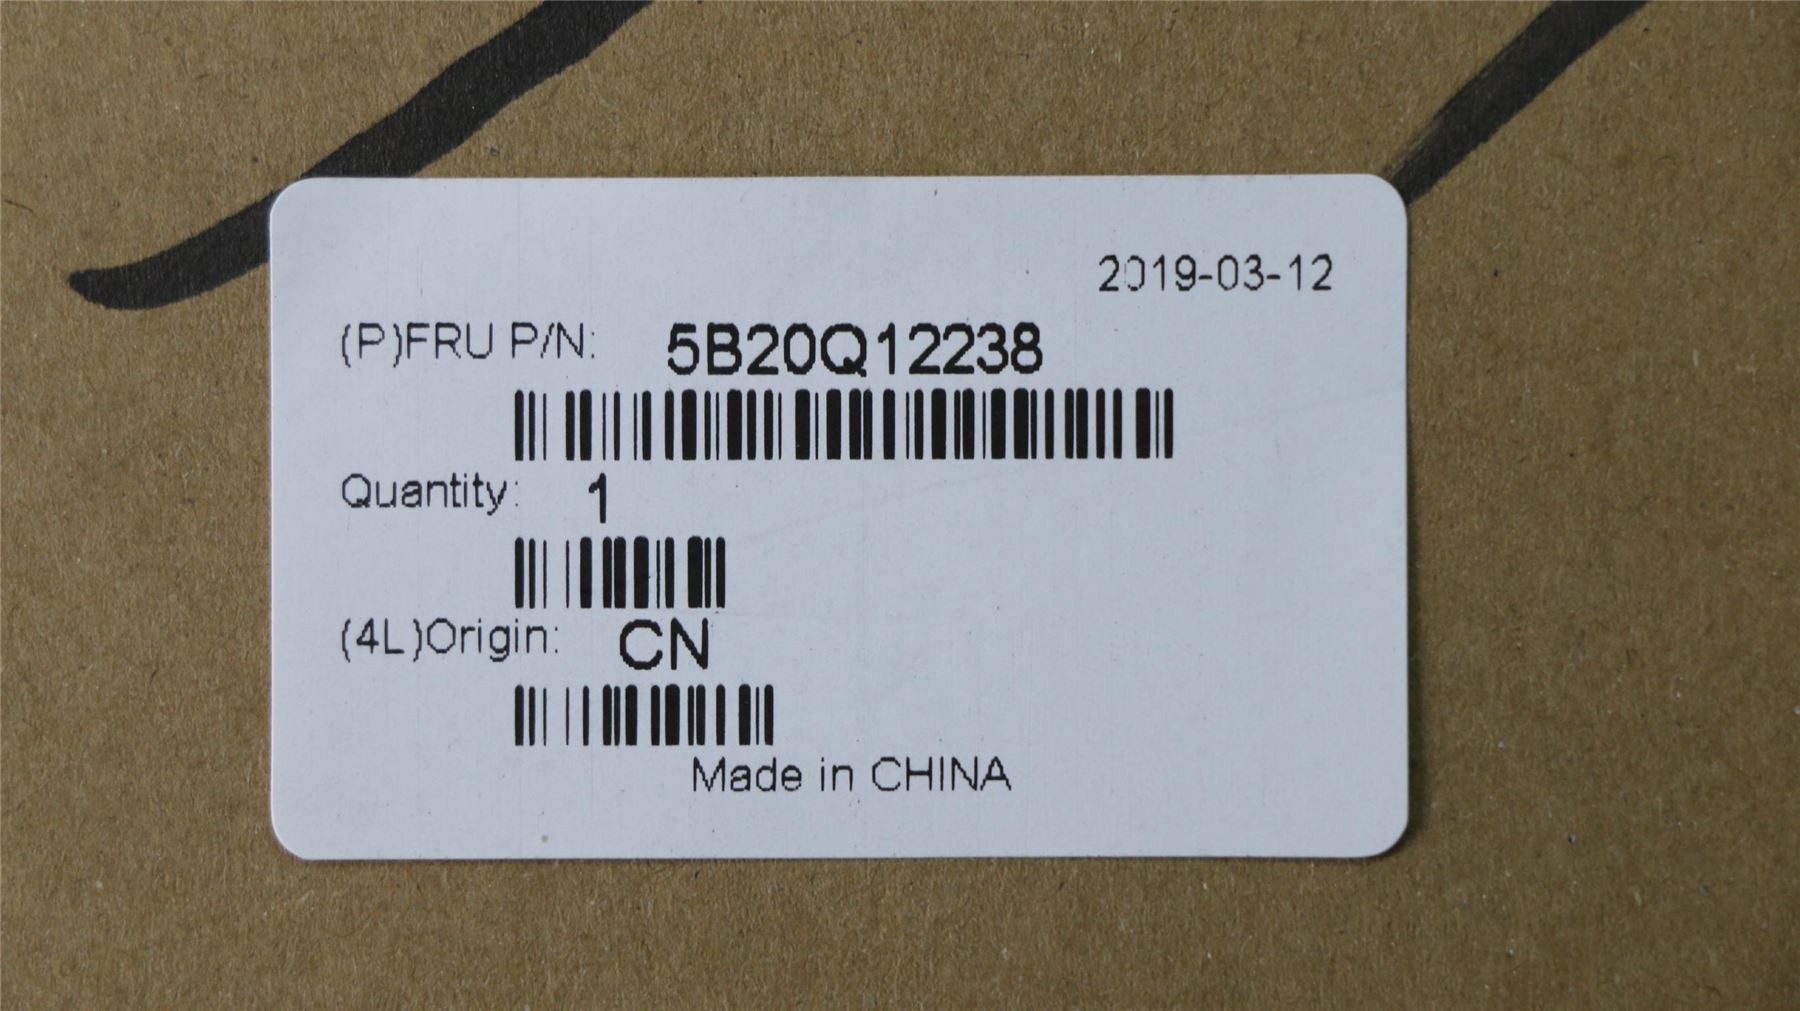 2019-03-12
(P)FRU P/N: 5B20Q12238
Quantity: 1
(4L)Origin: CN
Made in CHINA